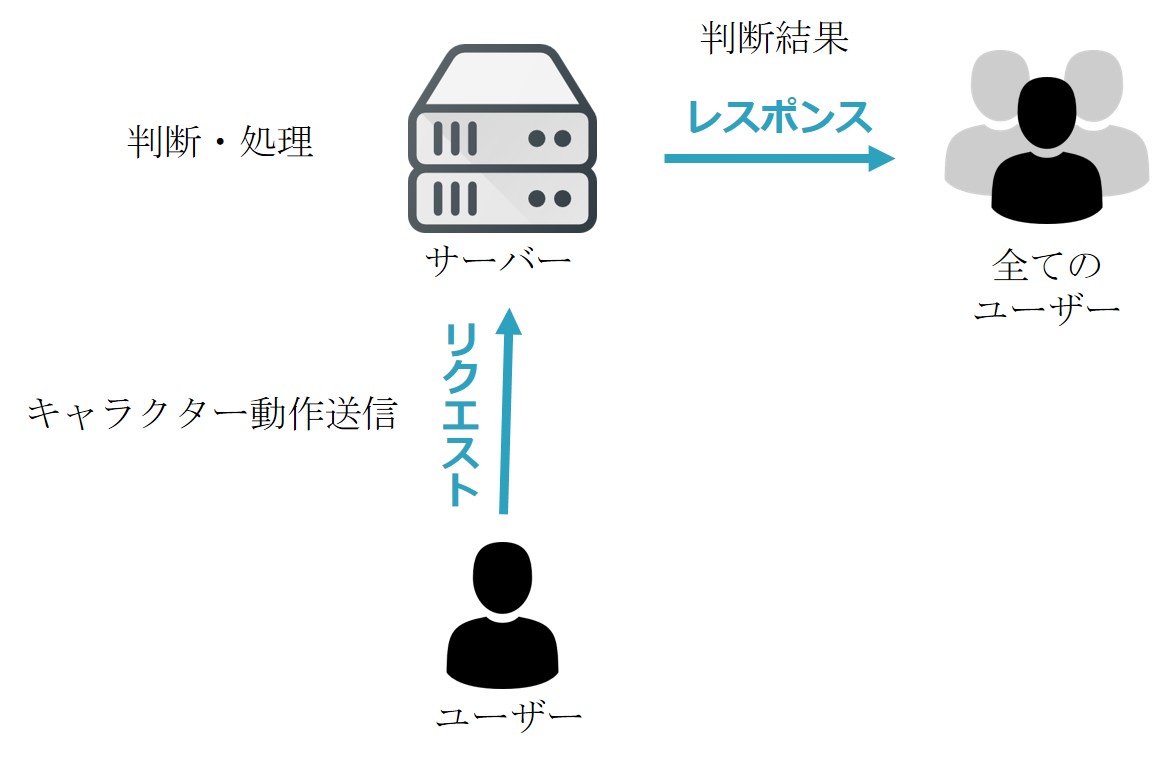 判断結果
レスポンス
判断・処理
サーバー
全ての
ユーザー
リクエスト
キャラクター動作送信
ユーザー